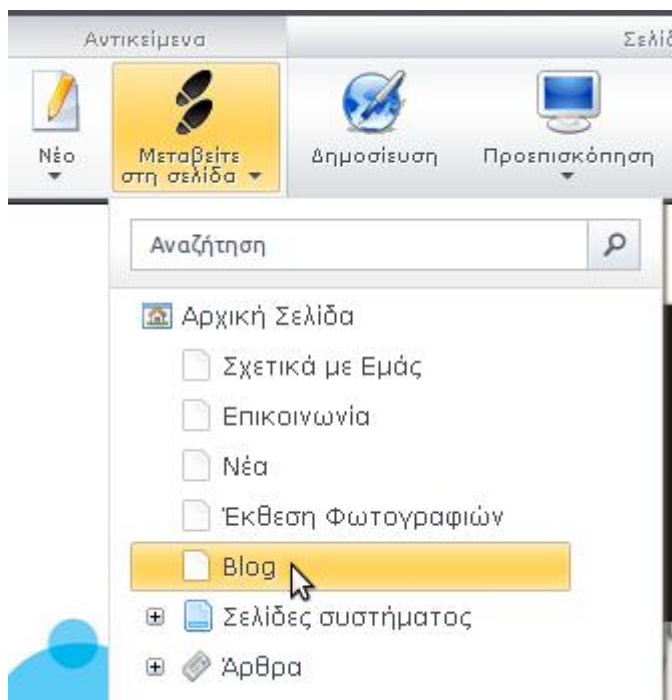 Αντικείμενα
Νέο
Μεταβείτε
στη σελίδα
Δημοσίευση
Προεπισκόπηση
Αναζήτηση
Αρχική Σελίδα
Σχετικά με Εμάς
Επικοινωνία
Νέα
Έκθεση Φωτογραφιών
Blog
Σελίδες συστήματος
Άρθρα